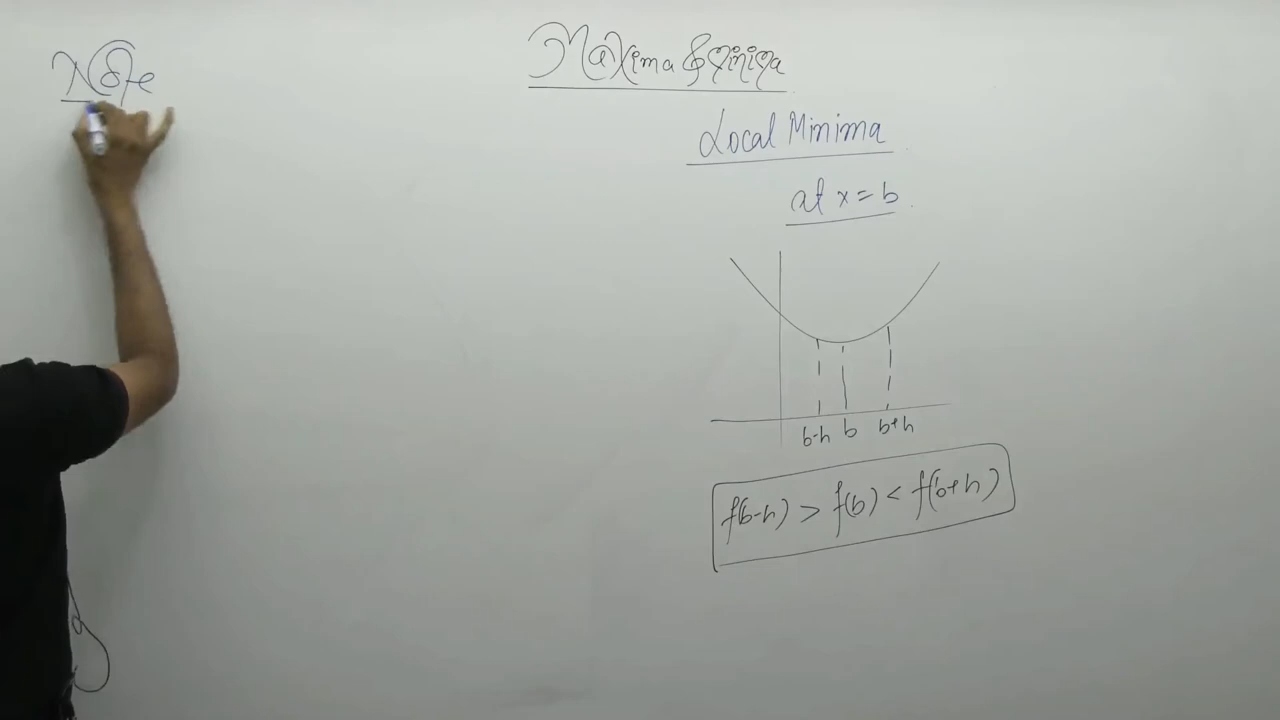 Note
Maxima & Minima
Local Minima
at x = b
b-h b b+h
f(b-h) > f(b) < f(b+h)